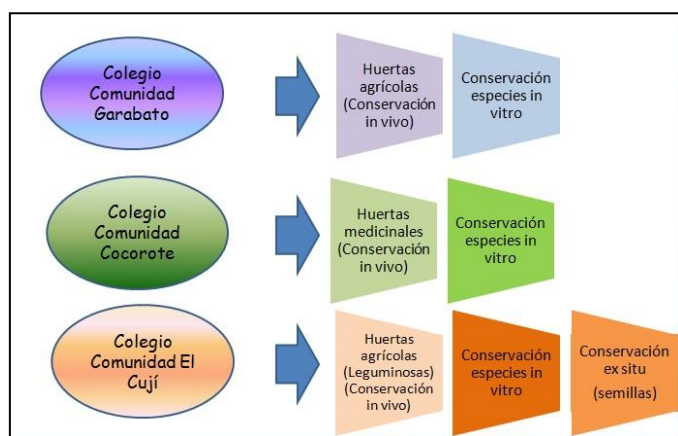 Colegio
Comunidad
Garabato
Huertas
agrícolas
(Conservación
in vivo)
Conservación
especies in
vitro
Colegio
Comunidad
Cocorote
Huertas
medicinales
(Conservación
in vivo)
Conservación
especies in
vitro
Colegio
Comunidad El
Cují
Huertas
agrícolas
(Leguminosas)
(Conservación
in vivo)
Conservación
especies in
vitro
Conservación
ex situ
(semillas)